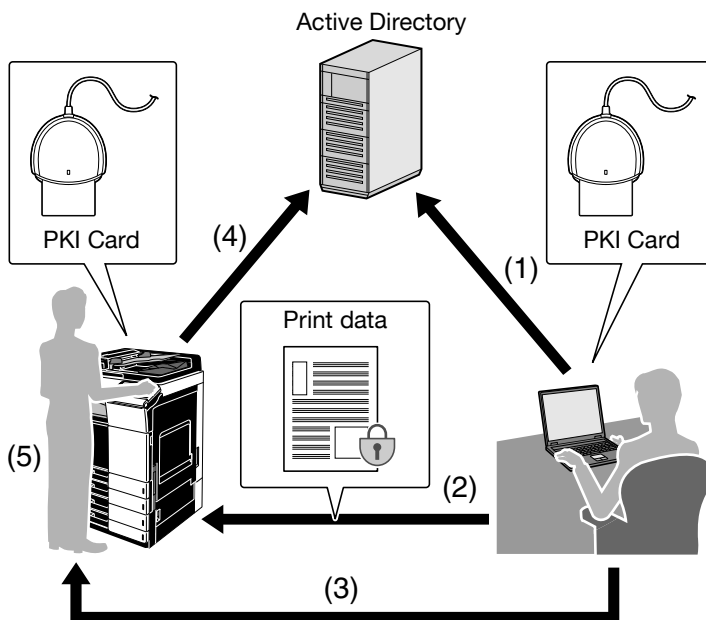 Active Directory
PKI Card
PKI Card
(4)
(1)
Print data
(5)
(2)
(3)